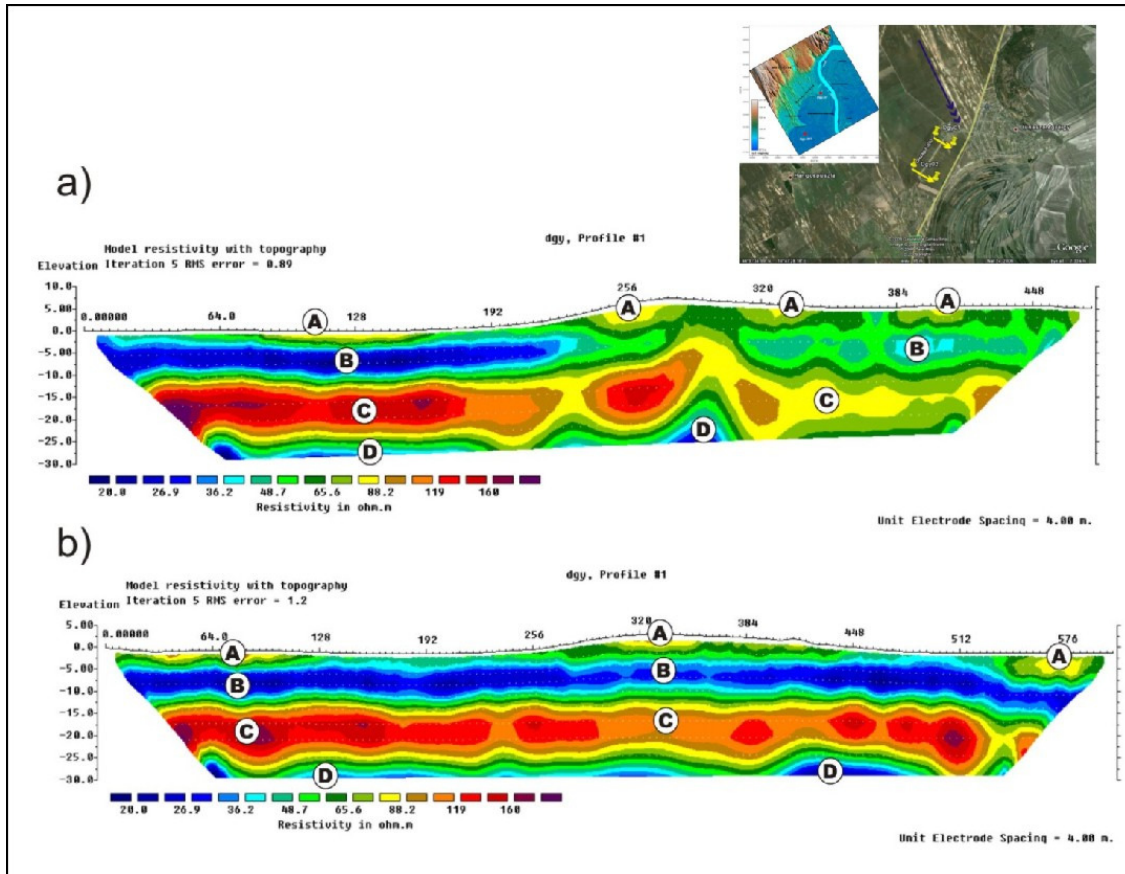 a)
Model resistivity with topography
Iteration 5 RMS error = 0.89
dgy, Profile #1
Elevation
10.0
5.00
0.0
-5.00
-10.0
-15.0
-20.0
-25.0
-30.0
0.00000 64.0 128 192 256 320 384 448
A A A A
B B
C C
D D
20.0 26.9 36.2 48.7 65.6 88.2 119 160
Resistivity in ohm.m
Unit Electrode Spacing = 4.00 m.
Google
b)
Model resistivity with topography
Iteration 5 RMS error = 1.2
dgy, Profile #1
Elevation
5.00
0.0
-5.00
-10.0
-15.0
-20.0
-25.0
-30.0
0.00000 64.0 128 192 256 320 384 448 512 576
A A A
B B
C C
D D
20.0 26.9 36.2 48.7 65.6 88.2 119 160
Resistivity in ohm.m
Unit Electrode Spacing = 4.00 m.